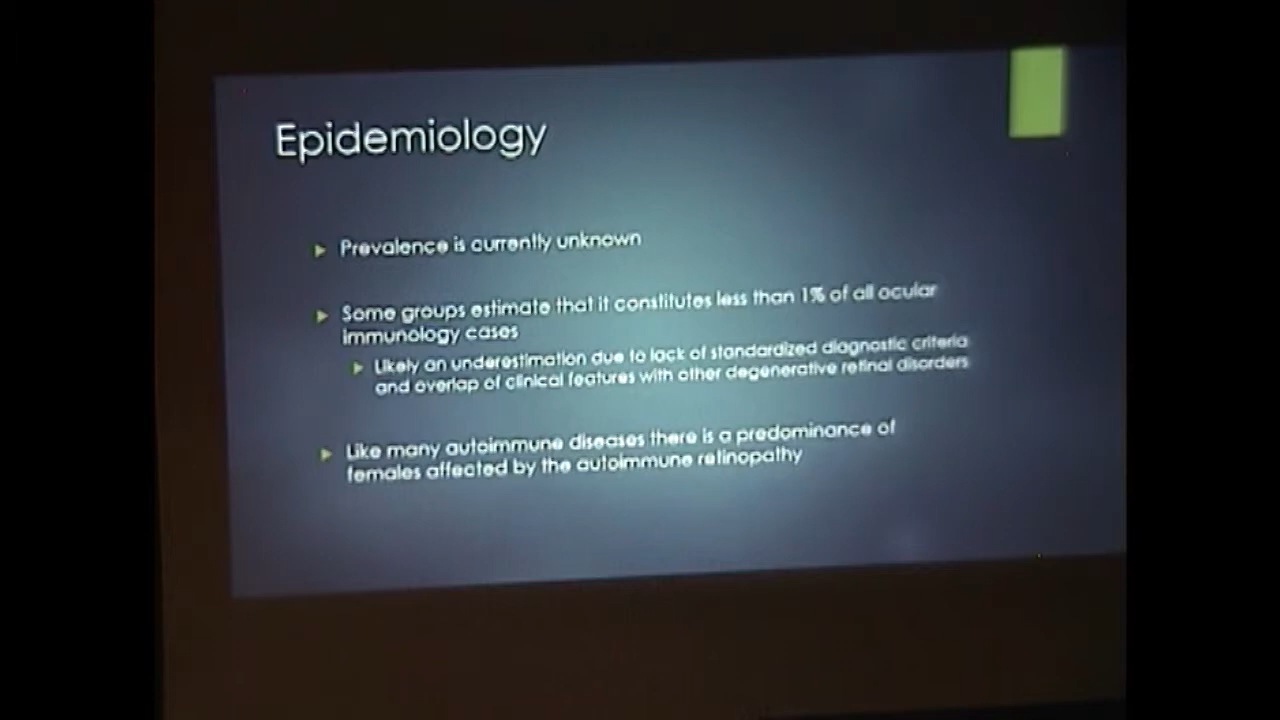 Epidemiology
Prevalence is currently unknown
Some groups estimate that it constitutes less than 1% of all ocular
immunology cases
Likely an underestimation due to lack of standardized diagnostic criteria
and overlap of clinical features with other degenerative retinal disorders
Like many autoimmune diseases there is a predominance of
females affected by the autoimmune retinopathy